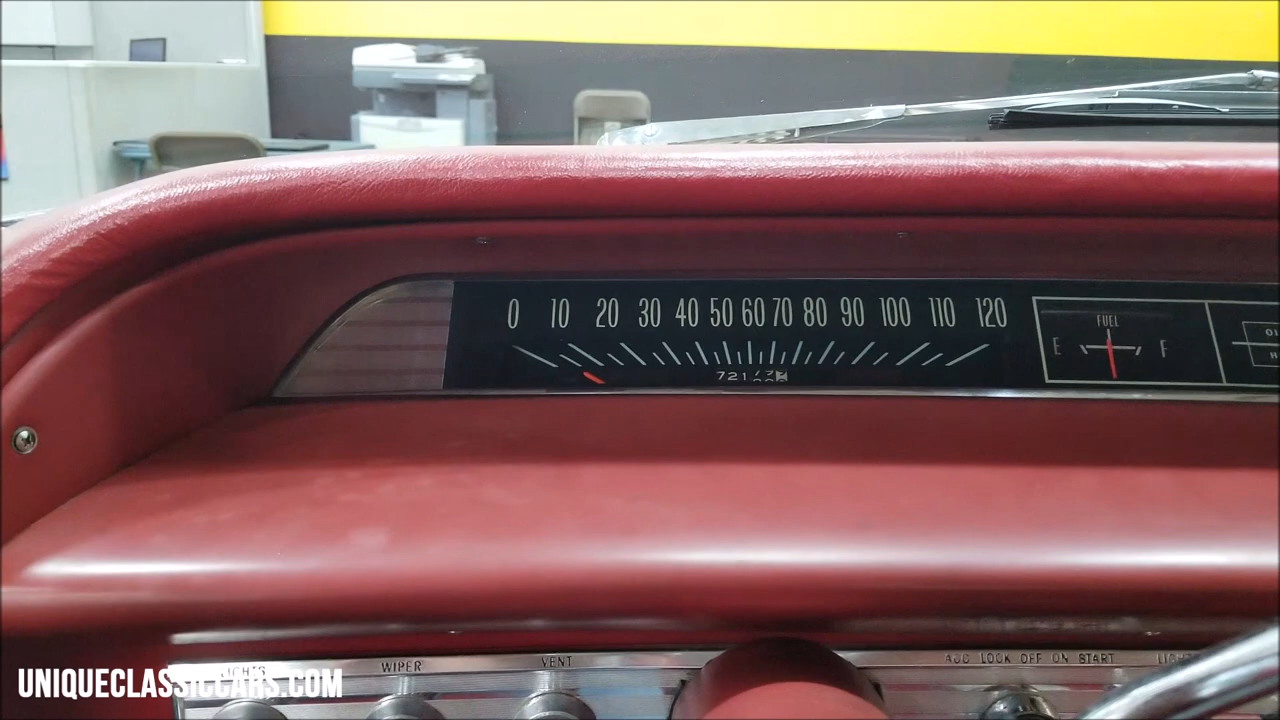 0 10 20 30 40 50 60 70 80 90 100 110 120
FUEL
E F
721
WIPER VENT LOCK OFF ON START
UNIQUECLASSICCARS.COM